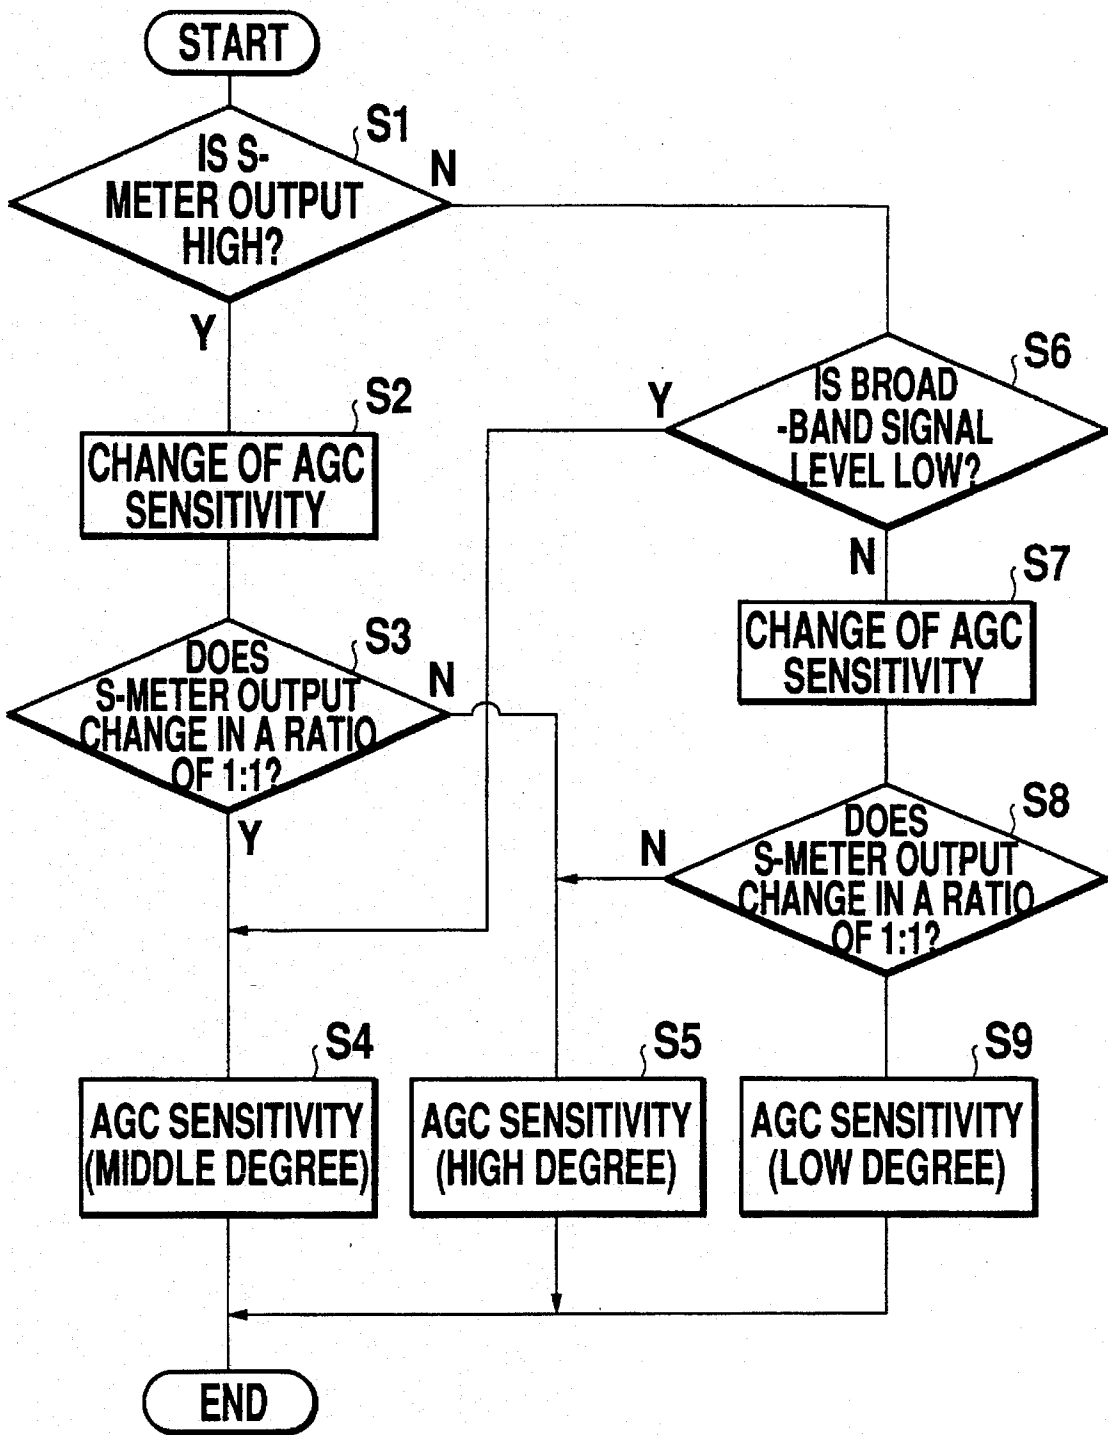 START
S1
IS S-
METER OUTPUT
HIGH?
N
Y
S2
CHANGE OF AGC
SENSITIVITY
S3
DOES
S-METER OUTPUT
CHANGE IN A RATIO
OF 1:1?
N
Y
S6
IS BROAD
-BAND SIGNAL
LEVEL LOW?
Y
N
S7
CHANGE OF AGC
SENSITIVITY
S8
DOES
S-METER OUTPUT
CHANGE IN A RATIO
OF 1:1?
N
S4
AGC SENSITIVITY
(MIDDLE DEGREE)
S5
AGC SENSITIVITY
(HIGH DEGREE)
S9
AGC SENSITIVITY
(LOW DEGREE)
END